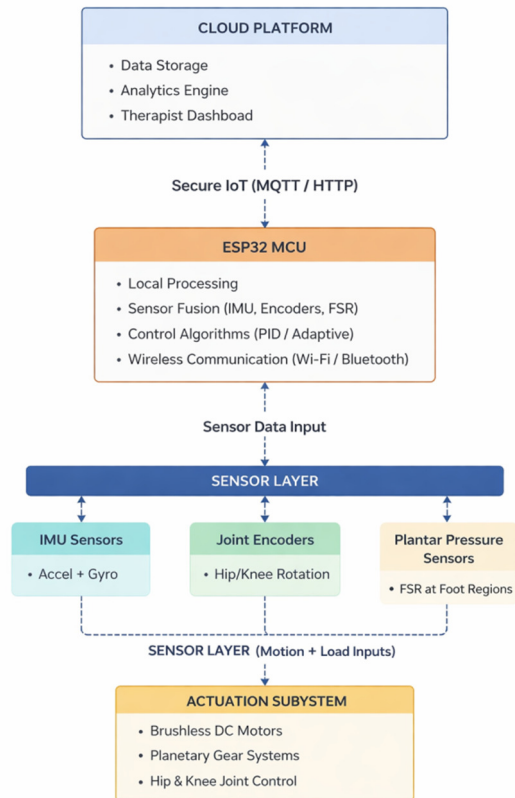 CLOUD PLATFORM
• Data Storage
• Analytics Engine
• Therapist Dashboad
Secure IoT (MQTT / HTTP)
ESP32 MCU
• Local Processing
• Sensor Fusion (IMU, Encoders, FSR)
• Control Algorithms (PID / Adaptive)
• Wireless Communication (Wi-Fi / Bluetooth)
Sensor Data Input
SENSOR LAYER
IMU Sensors
• Accel + Gyro
Joint Encoders
• Hip/Knee Rotation
Plantar Pressure
Sensors
• FSR at Foot Regions
SENSOR LAYER (Motion + Load Inputs)
ACTUATION SUBYSTEM
• Brushless DC Motors
• Planetary Gear Systems
• Hip & Knee Joint Control